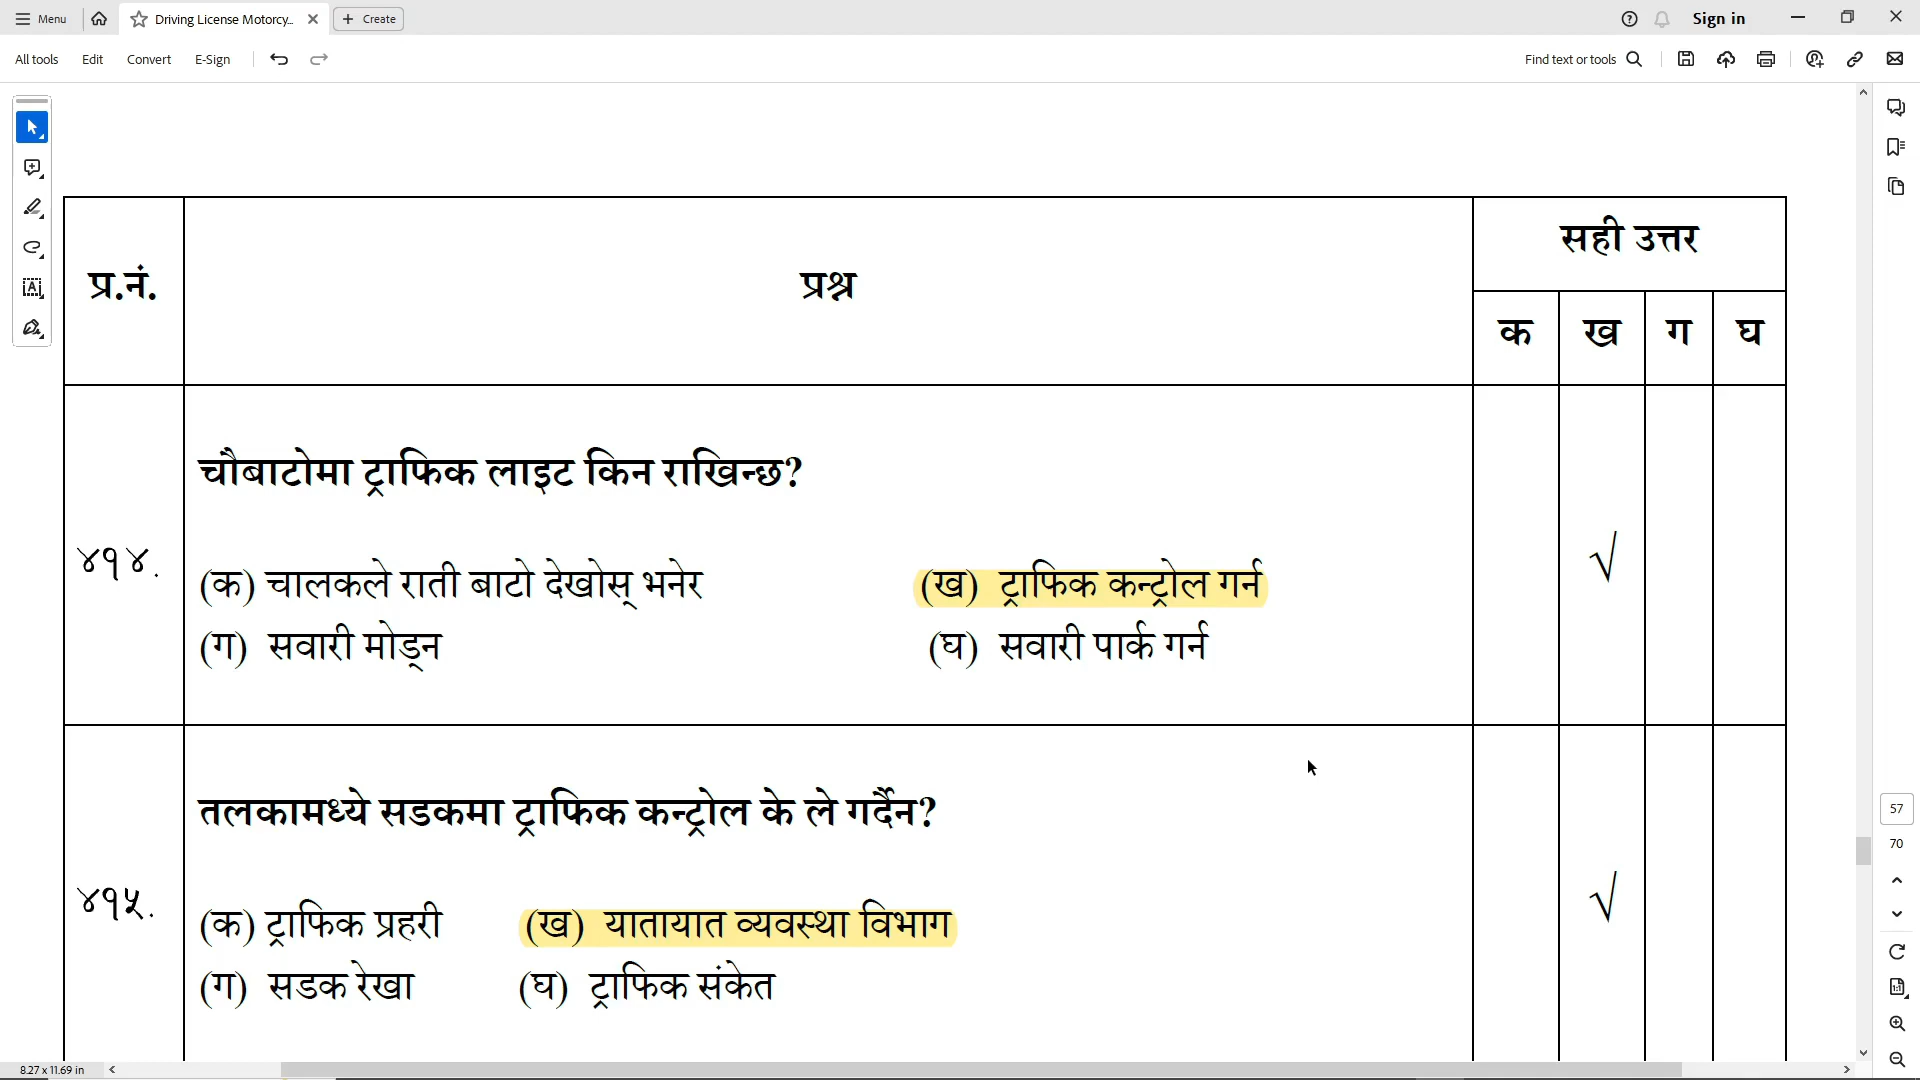 Menu
Driving License Motorcy...
Create
Sign in
All tools
Edit
Convert
E-Sign
Find text or tools
प्र.नं.
प्रश्न
सही उत्तर
क
ख
ग
घ
४१४.
चौबाटोमा ट्राफिक लाइट किन राखिन्छ?
(क) चालकले राती बाटो देखोस् भनेर (ख) ट्राफिक कन्ट्रोल गर्न
(ग) सवारी मोड्न (घ) सवारी पार्क गर्न
√
४१५.
तलकामध्ये सडकमा ट्राफिक कन्ट्रोल के ले गर्दैन?
(क) ट्राफिक प्रहरी (ख) यातायात व्यवस्था विभाग
(ग) सडक रेखा (घ) ट्राफिक संकेत
√
57
70
8.27 x 11.69 in